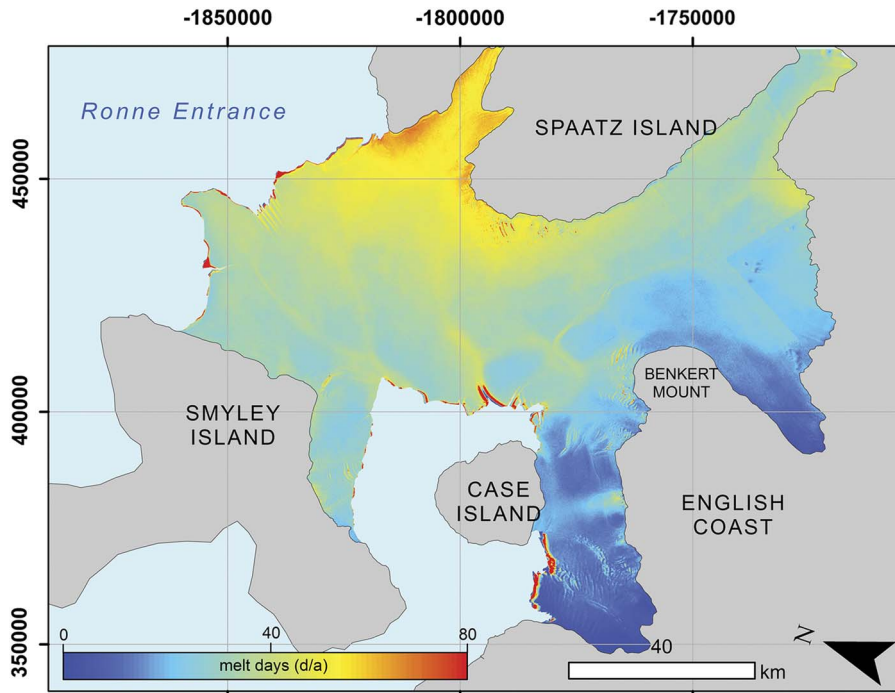 -1850000 -1800000 -1750000
Ronne Entrance
SPAATZ ISLAND
450000
BENKERT
MOUNT
400000
SMYLEY
ISLAND
CASE
ISLAND
ENGLISH
COAST
350000
0 40 80
melt days (d/a)
40
km
N